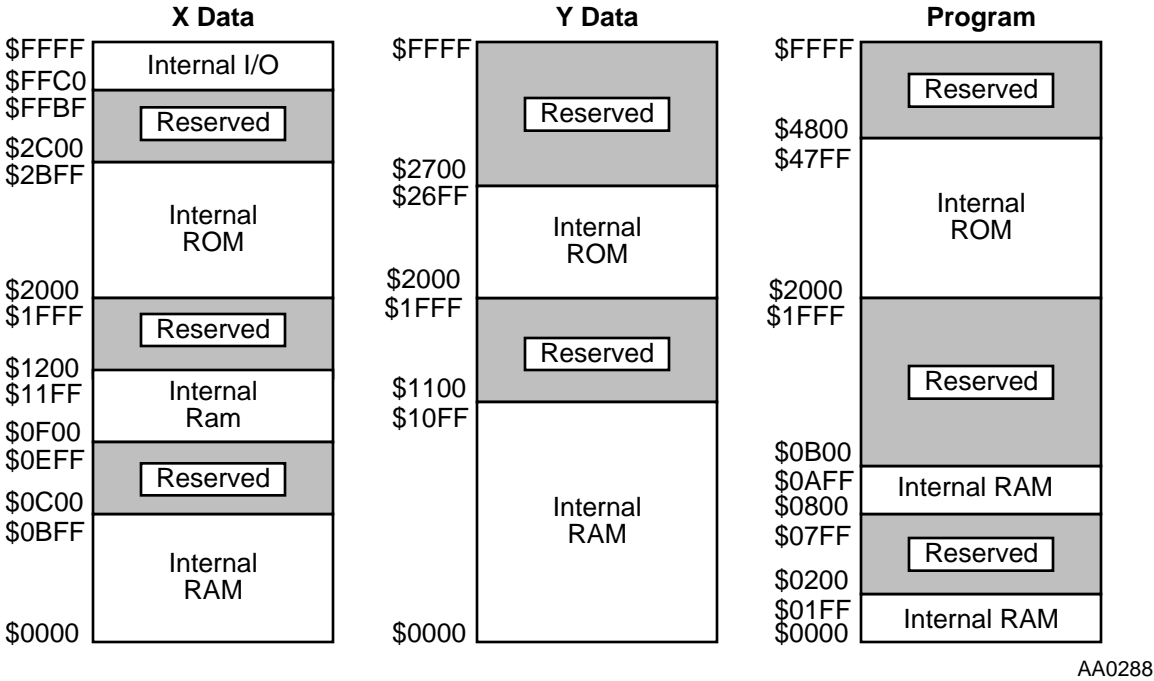 X Data
$FFFF
Internal I/O
$FFC0
$FFBF
Reserved
$2C00
$2BFF
Internal
ROM
$2000
$1FFF
Reserved
$1200
$11FF
Internal
Ram
$0F00
$0EFF
Reserved
$0C00
$0BFF
Internal
RAM
$0000
Y Data
$FFFF
Reserved
$2700
$26FF
Internal
ROM
$2000
$1FFF
Reserved
$1100
$10FF
Internal
RAM
$0000
Program
$FFFF
Reserved
$4800
$47FF
Internal
ROM
$2000
$1FFF
Reserved
$0B00
$0AFF
Internal RAM
$0800
$07FF
Reserved
$0200
$01FF
Internal RAM
$0000
AA0288